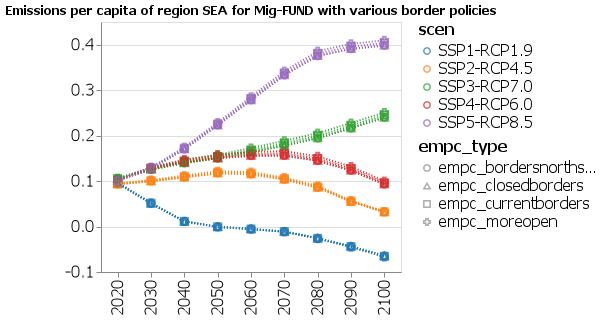 Emissions per capita of region SEA for Mig-FUND with various border policies
scen
SSP1-RCP1.9
SSP2-RCP4.5
SSP3-RCP7.0
SSP4-RCP6.0
SSP5-RCP8.5
empc_type
empc_bordersnorths...
empc_closedborders
empc_currentborders
empc_moreopen
0.4
0.3
0.2
0.1
0.0
-0.1
2020
2030
2040
2050
2060
2070
2080
2090
2100